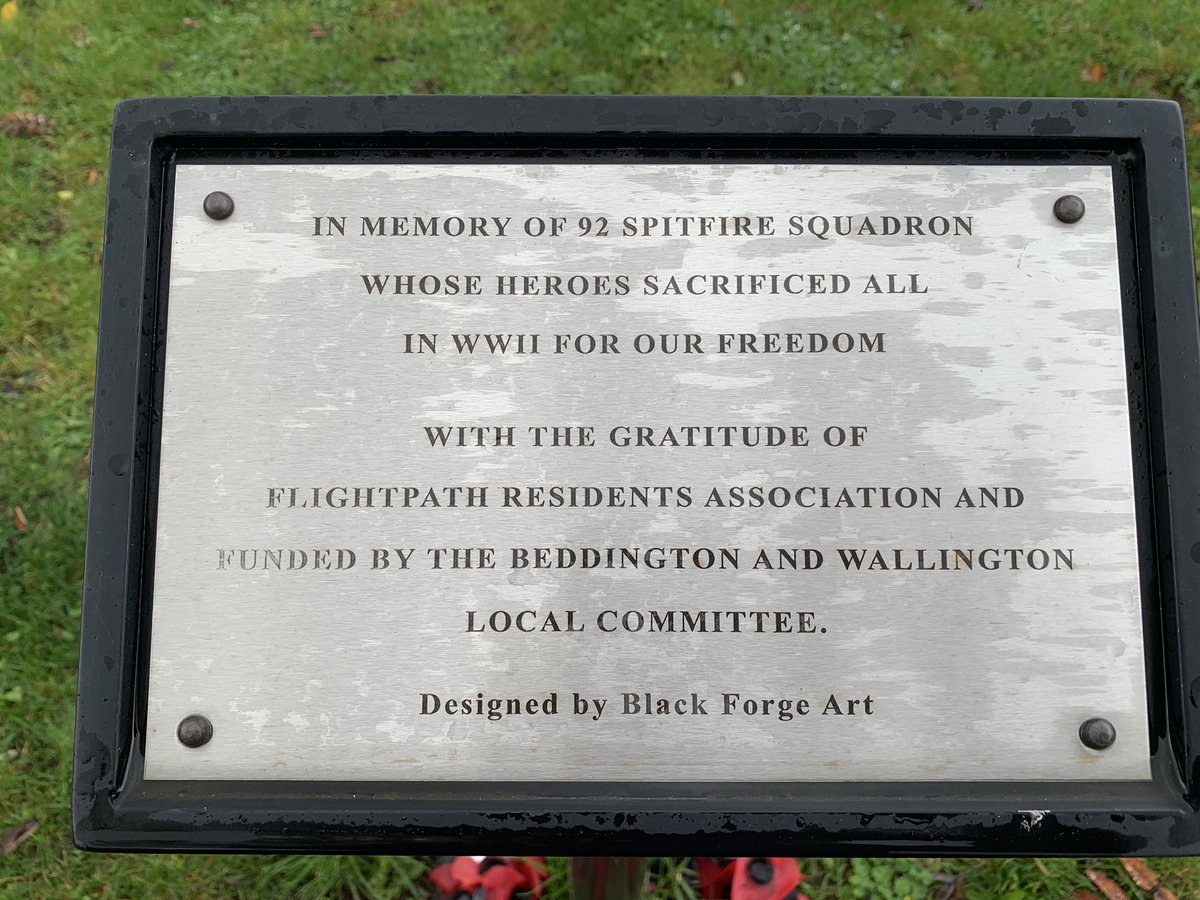 IN MEMORY OF 92 SPITFIRE SQUADRON
WHOSE HEROES SACRIFICED ALL
IN WWII FOR OUR FREEDOM
WITH THE GRATITUDE OF
FLIGHTPATH RESIDENTS ASSOCIATION AND
FUNDED BY THE BEDDINGTON AND WALLINGTON
LOCAL COMMITTEE.
Designed by Black Forge Art